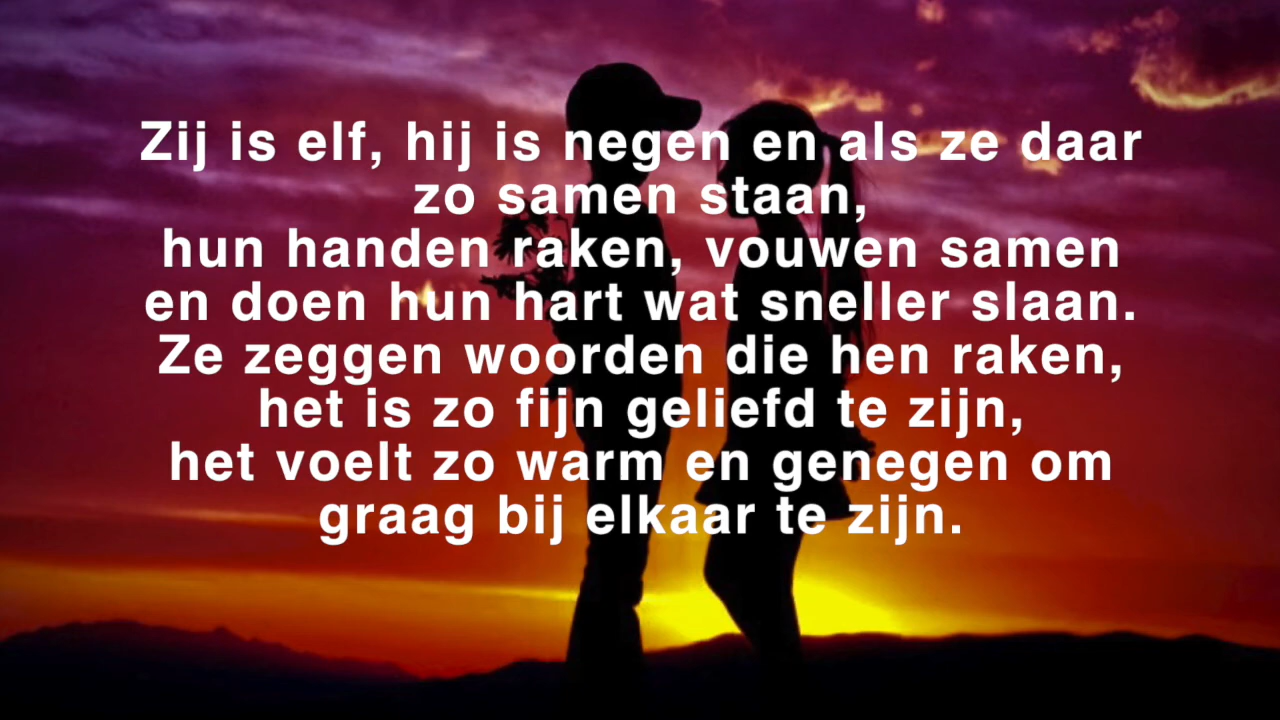 Zij is elf, hij is negen en als ze daar
zo samen staan,
hun handen raken, vouwen samen
en doen hun hart wat sneller slaan.
Ze zeggen woorden die hen raken,
het is zo fijn geliefd te zijn,
het voelt zo warm en genegen om
graag bij elkaar te zijn.